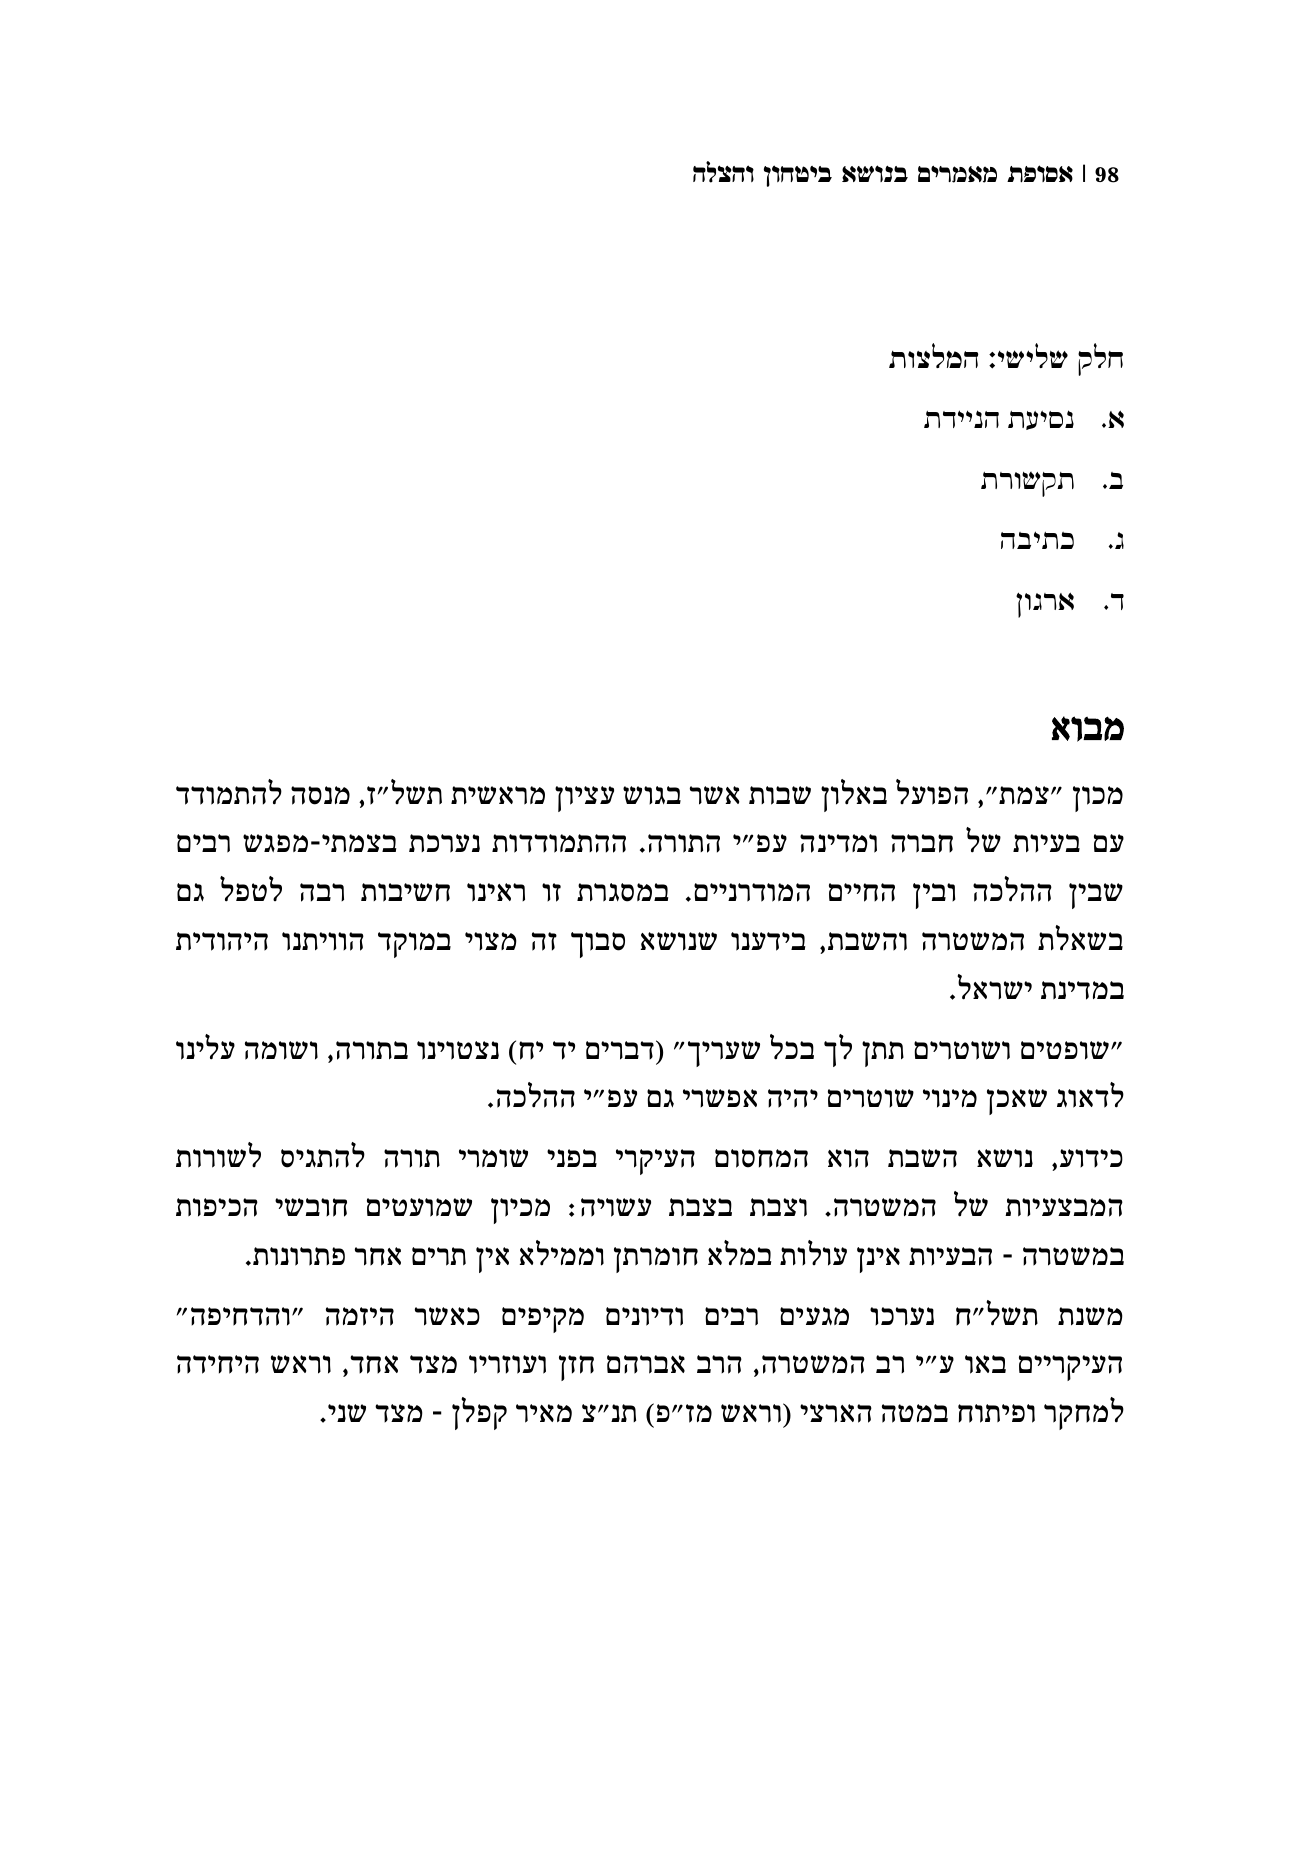 98 | אסופת מאמרים בנושא ביטחון והצלה
חלק שלישי: המלצות
א. נסיעת הניידת
ב. תקשורת
ג. כתיבה
ד. ארגון
מבוא
מכון ״צמת״, הפועל באלון שבות אשר בגוש עציון מראשית תשל״ז, מנסה להתמודד
עם בעיות של חברה ומדינה עפ״י התורה. ההתמודדות נערכת בצמתי-מפגש רבים
שבין ההלכה ובין החיים המודרניים. במסגרת זו ראינו חשיבות רבה לטפל גם
בשאלת המשטרה והשבת, בידענו שנושא סבוך זה מצוי במוקד הוויתנו היהודית
במדינת ישראל.
״שופטים ושוטרים תתן לך בכל שעריך״ (דברים יד יח) נצטוינו בתורה, ושומה עלינו
לדאוג שאכן מינוי שוטרים יהיה אפשרי גם עפ״י ההלכה.
כידוע, נושא השבת הוא המחסום העיקרי בפני שומרי תורה להתגיס לשורות
המבצעיות של המשטרה. וצבת בצבת עשויה: מכיון שמועטים חובשי הכיפות
במשטרה - הבעיות אינן עולות במלא חומרתן וממילא אין תרים אחר פתרונות.
משנת תשל״ח נערכו מגעים רבים ודיונים מקיפים כאשר היזמה ״והדחיפה״
העיקריים באו ע״י רב המשטרה, הרב אברהם חזן ועוזריו מצד אחד, וראש היחידה
למחקר ופיתוח במטה הארצי (וראש מז״פ) תנ״צ מאיר קפלן - מצד שני.